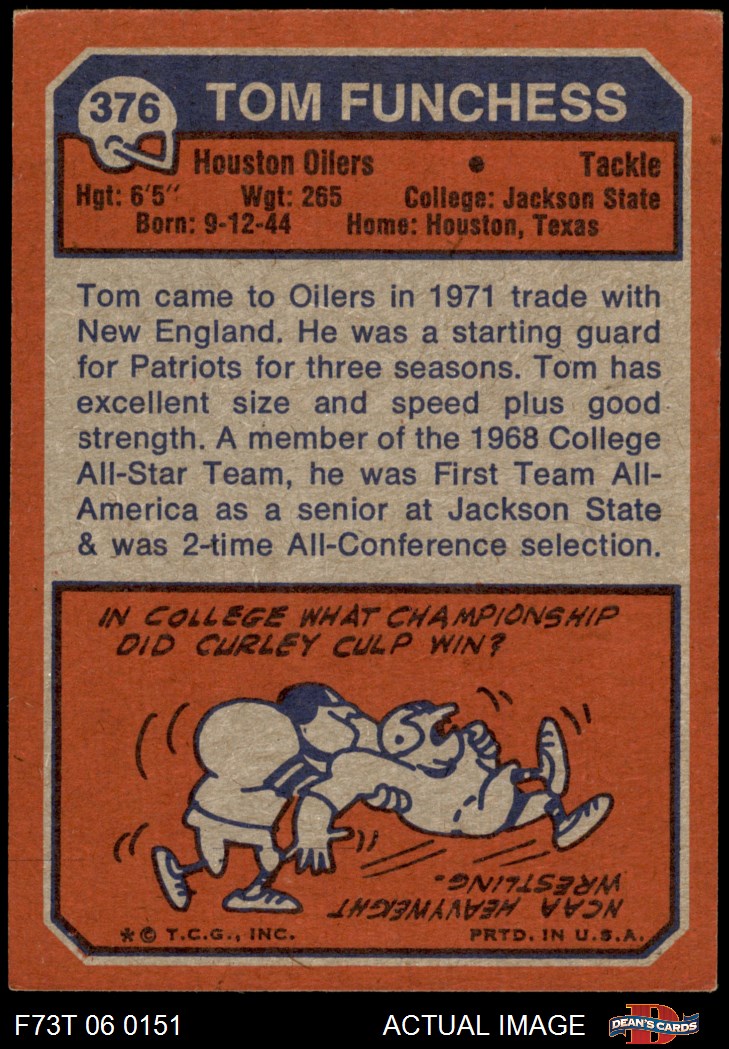 376
TOM FUNCHESS
Houston Oilers • Tackle
Hgt: 6'5" Wgt: 265 College: Jackson State
Born: 9-12-44 Home: Houston, Texas
Tom came to Oilers in 1971 trade with
New England. He was a starting guard
for Patriots for three seasons. Tom has
excellent size and speed plus good
strength. A member of the 1968 College
All-Star Team, he was First Team All-
America as a senior at Jackson State
& was 2-time All-Conference selection.
IN COLLEGE WHAT CHAMPIONSHIP
DID CURLEY CULP WIN?
NCAA HEAVYWEIGHT
WRESTLING.
*© T.C.G., INC. PRTD. IN U.S.A.
F73T 06 0151 ACTUAL IMAGE DEAN'S CARDS